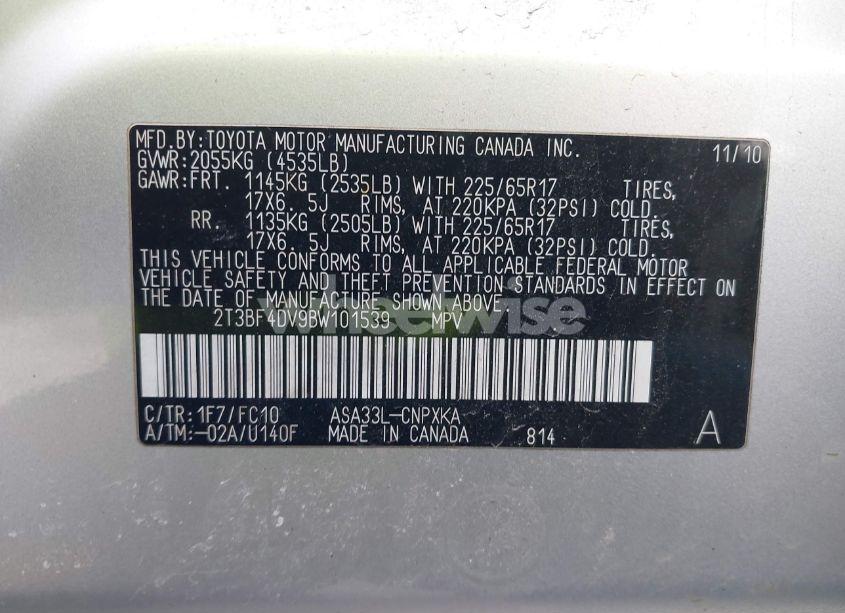 MFD.BY:TOYOTA MOTOR MANUFACTURING CANADA INC. 11/10
GVWR:2055KG (4535LB)
GAWR:FRT. 1145KG (2535LB) WITH 225/65R17 TIRES,
17X6. 5J RIMS, AT 220KPA (32PSI) COLD.
RR. 1135KG (2505LB) WITH 225/65R17 TIRES,
17X6. 5J RIMS, AT 220KPA (32PSI) COLD.
THIS VEHICLE CONFORMS TO ALL APPLICABLE FEDERAL MOTOR
VEHICLE SAFETY AND THEFT PREVENTION STANDARDS IN EFFECT ON
THE DATE OF MANUFACTURE SHOWN ABOVE.
wheelwise
2T3BF4DV9BW101539 MPV
C/TR:1F7/FC10 ASA33L-CNPXKA
A/TM:-02A/U140F MADE IN CANADA 814 A